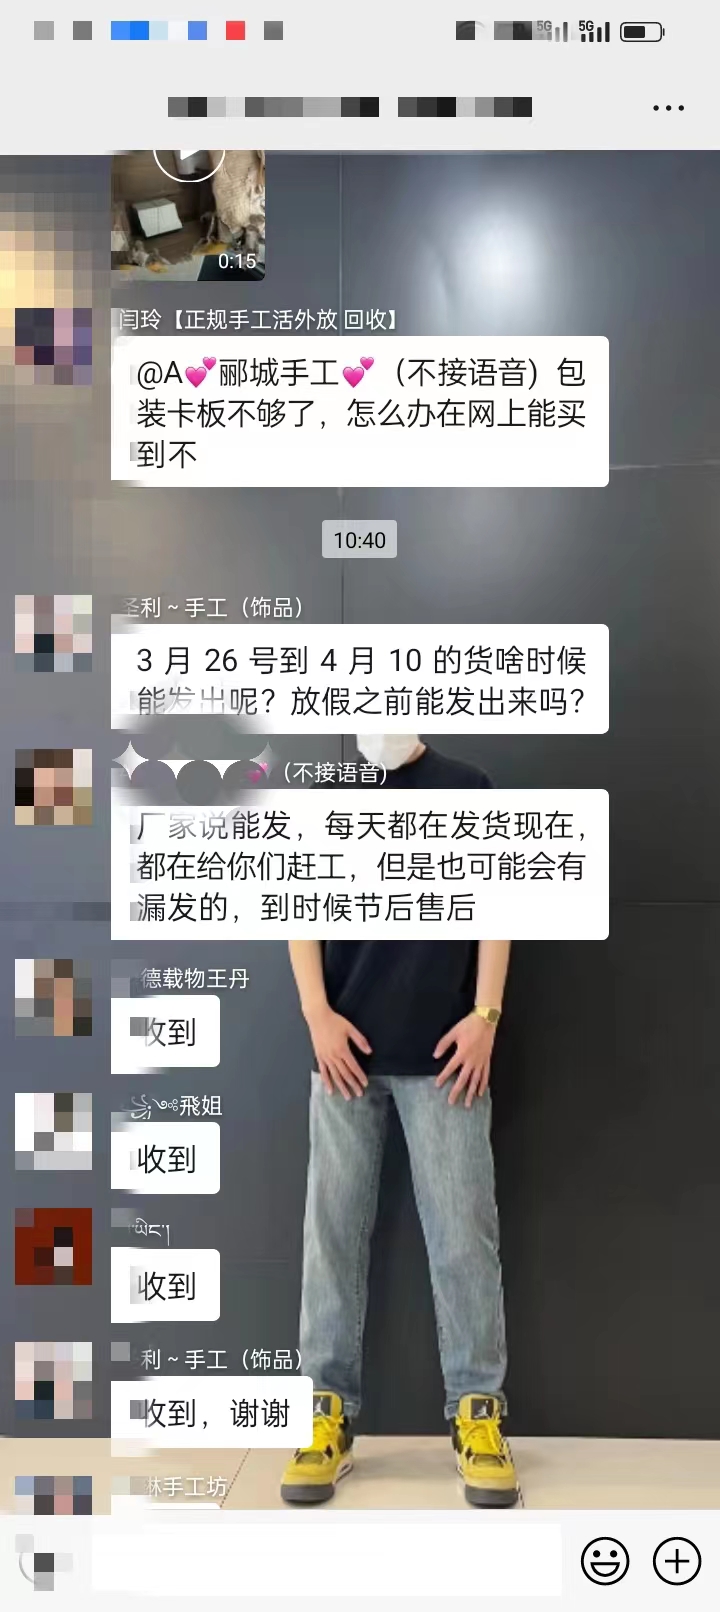 5G 5G
0:15
闫玲【正规手工活外放 回收】
@A💕郦城手工💕（不接语音）包
装卡板不够了，怎么办在网上能买
到不
10:40
圣利 ~ 手工（饰品）
3 月 26 号到 4 月 10 的货啥时候
能发出呢？放假之前能发出来吗？
💕（不接语音）
厂家说能发，每天都在发货现在，
都在给你们赶工，但是也可能会有
漏发的，到时候节后售后
德载物王丹
收到
飛姐
收到
收到
利 ~ 手工（饰品）
收到，谢谢
手工坊